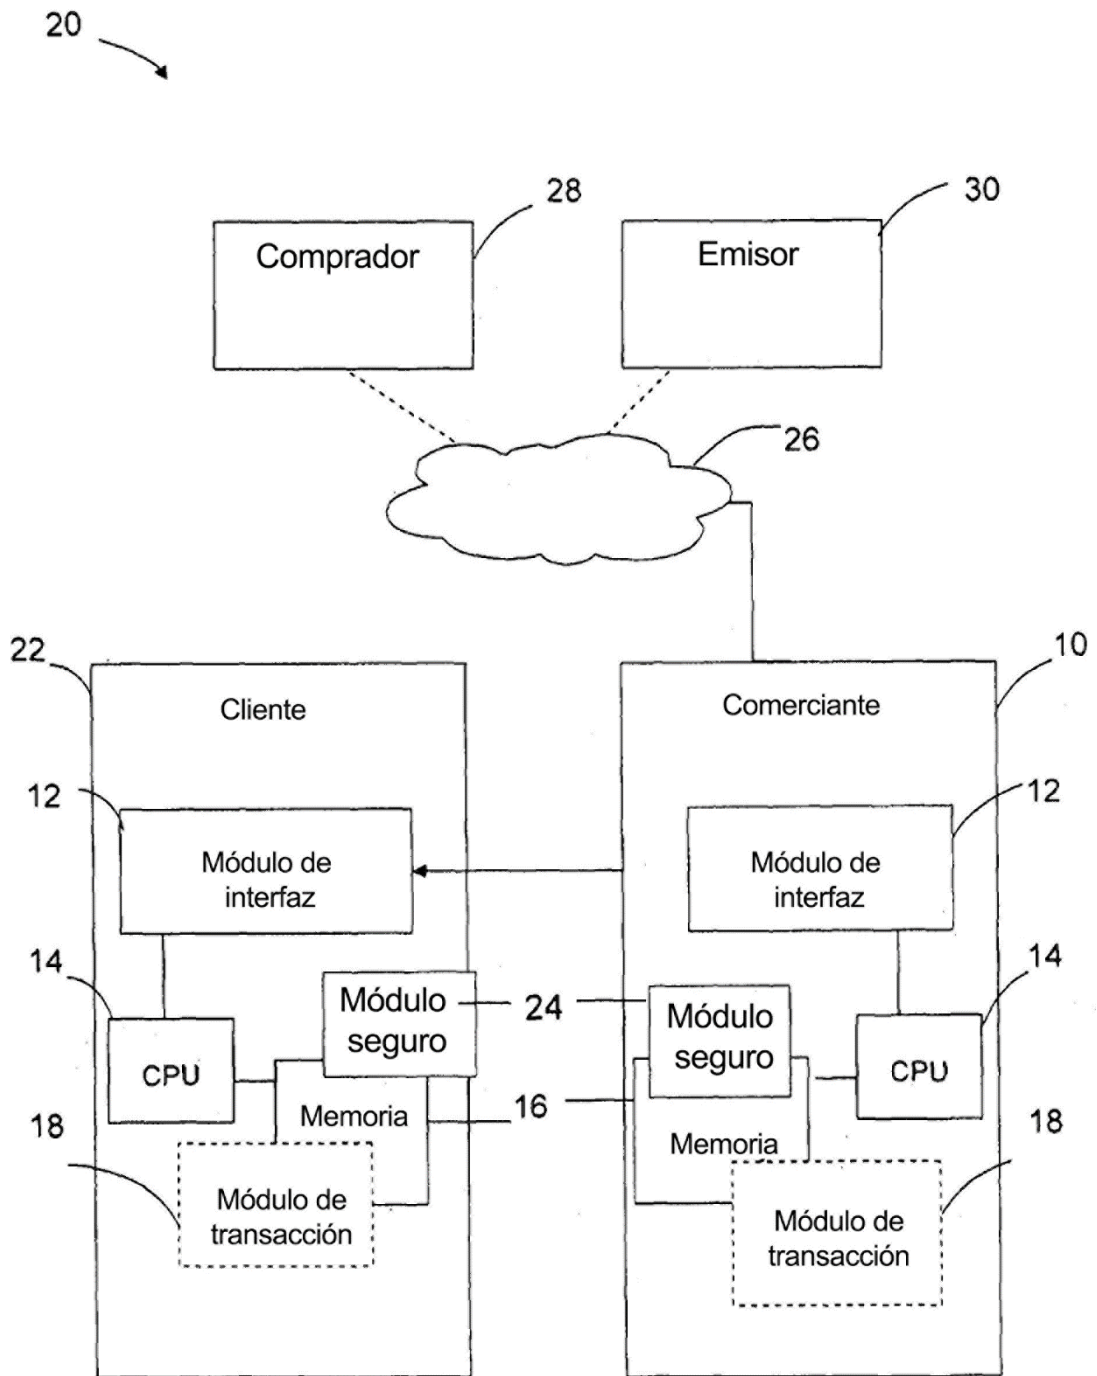 20
28
30
Comprador
Emisor
26
22
10
Cliente
Comerciante
12
12
Módulo de
interfaz
Módulo de
interfaz
14
14
Módulo
seguro
24
Módulo
seguro
CPU
CPU
16
Memoria
Memoria
18
18
Módulo de
transacción
Módulo de
transacción